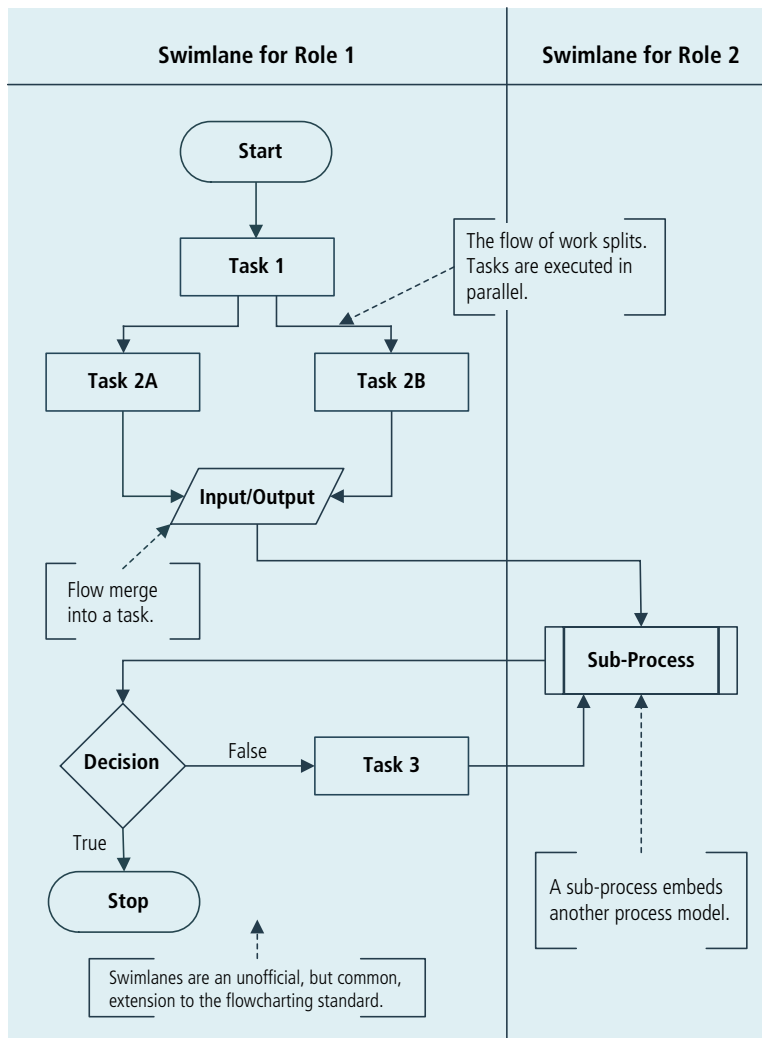 Swimlane for Role 1
Swimlane for Role 2
Start
Task 1
The flow of work splits.
Tasks are executed in
parallel.
Task 2A
Task 2B
Input/Output
Flow merge
into a task.
Sub-Process
Decision
False
Task 3
True
Stop
A sub-process embeds
another process model.
Swimlanes are an unofficial, but common,
extension to the flowcharting standard.